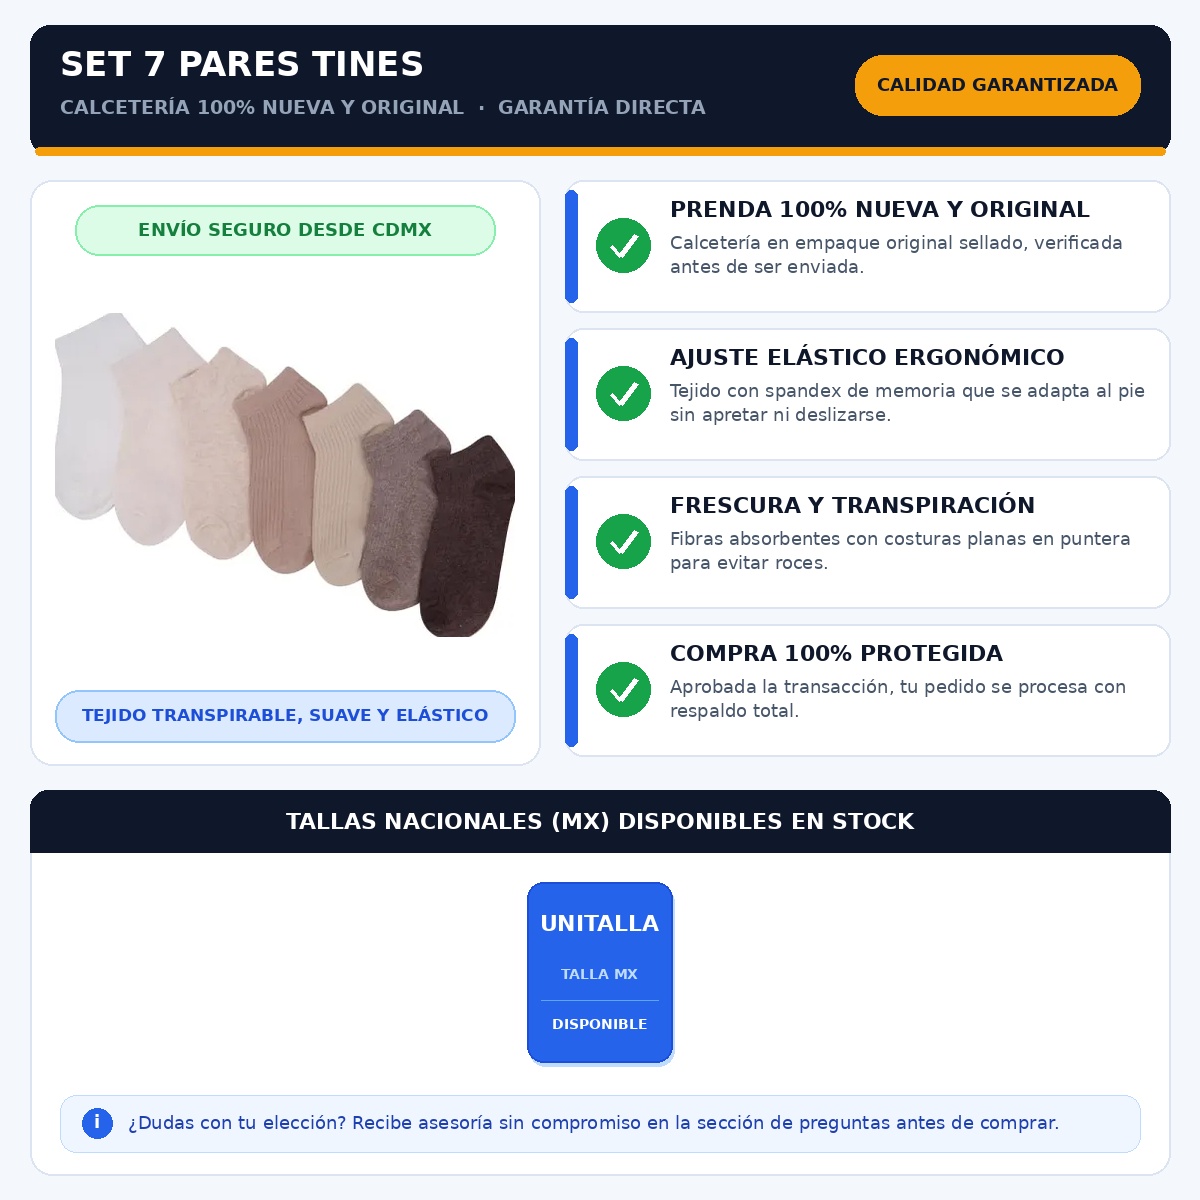 SET 7 PARES TINES
CALCETERÍA 100% NUEVA Y ORIGINAL · GARANTÍA DIRECTA
CALIDAD GARANTIZADA
ENVÍO SEGURO DESDE CDMX
TEJIDO TRANSPIRABLE, SUAVE Y ELÁSTICO
PRENDA 100% NUEVA Y ORIGINAL
Calcetería en empaque original sellado, verificada
antes de ser enviada.
AJUSTE ELÁSTICO ERGONÓMICO
Tejido con spandex de memoria que se adapta al pie
sin apretar ni deslizarse.
FRESCURA Y TRANSPIRACIÓN
Fibras absorbentes con costuras planas en puntera
para evitar roces.
COMPRA 100% PROTEGIDA
Aprobada la transacción, tu pedido se procesa con
respaldo total.
TALLAS NACIONALES (MX) DISPONIBLES EN STOCK
UNITALLA
TALLA MX
DISPONIBLE
i
¿Dudas con tu elección? Recibe asesoría sin compromiso en la sección de preguntas antes de comprar.